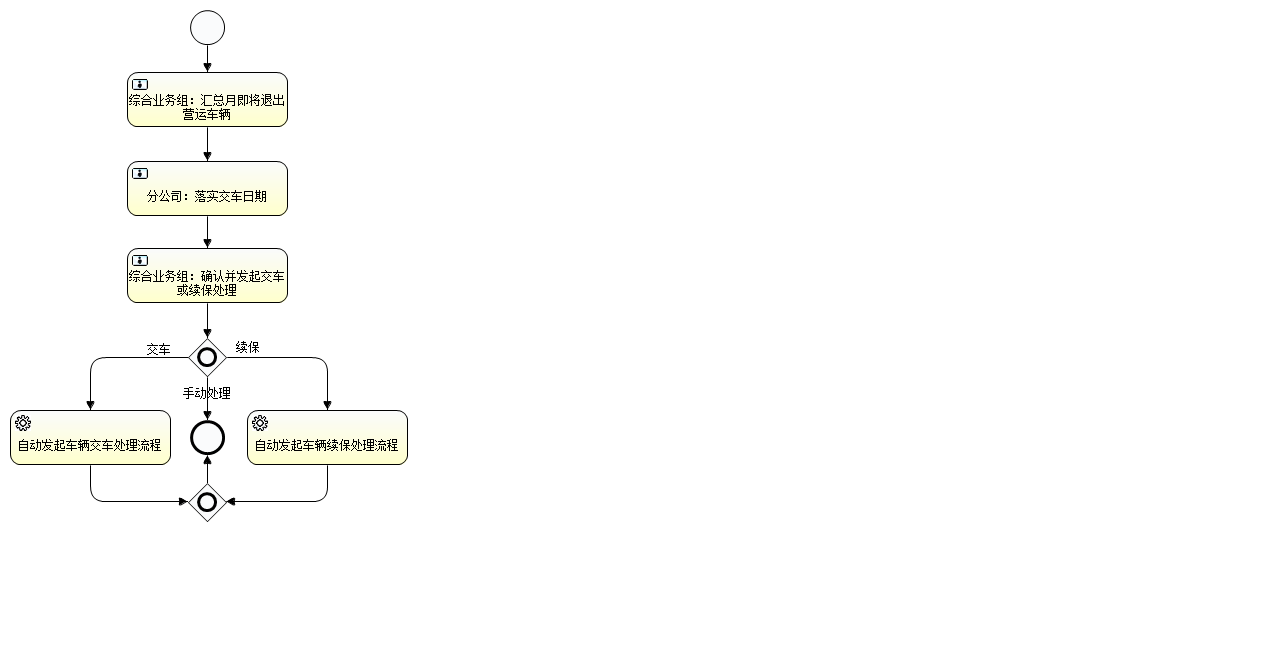 综合业务组：汇总月即将退出
营运车辆
分公司：落实交车日期
综合业务组：确认并发起交车
或续保处理
交车
续保
手动处理
自动发起车辆交车处理流程
自动发起车辆续保处理流程